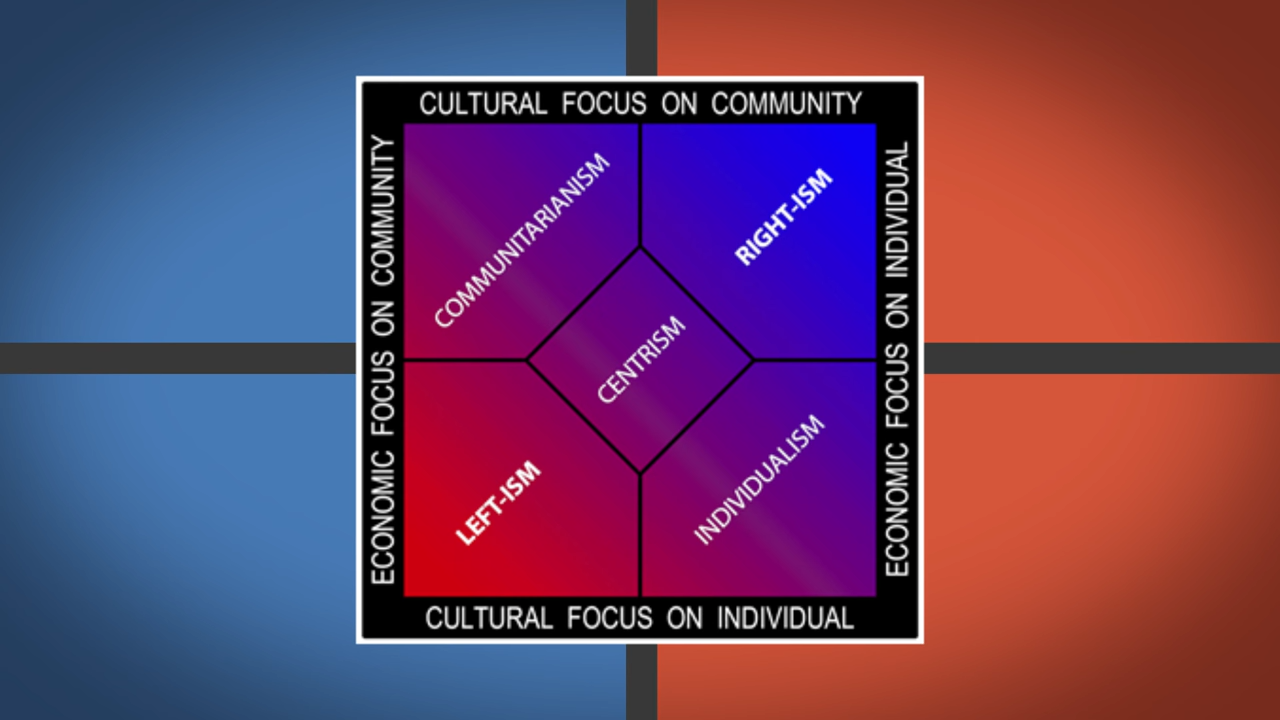 CULTURAL FOCUS ON COMMUNITY
ECONOMIC FOCUS ON COMMUNITY
COMMUNITARIANISM
RIGHT-ISM
ECONOMIC FOCUS ON INDIVIDUAL
CENTRISM
LEFT-ISM
INDIVIDUALISM
CULTURAL FOCUS ON INDIVIDUAL